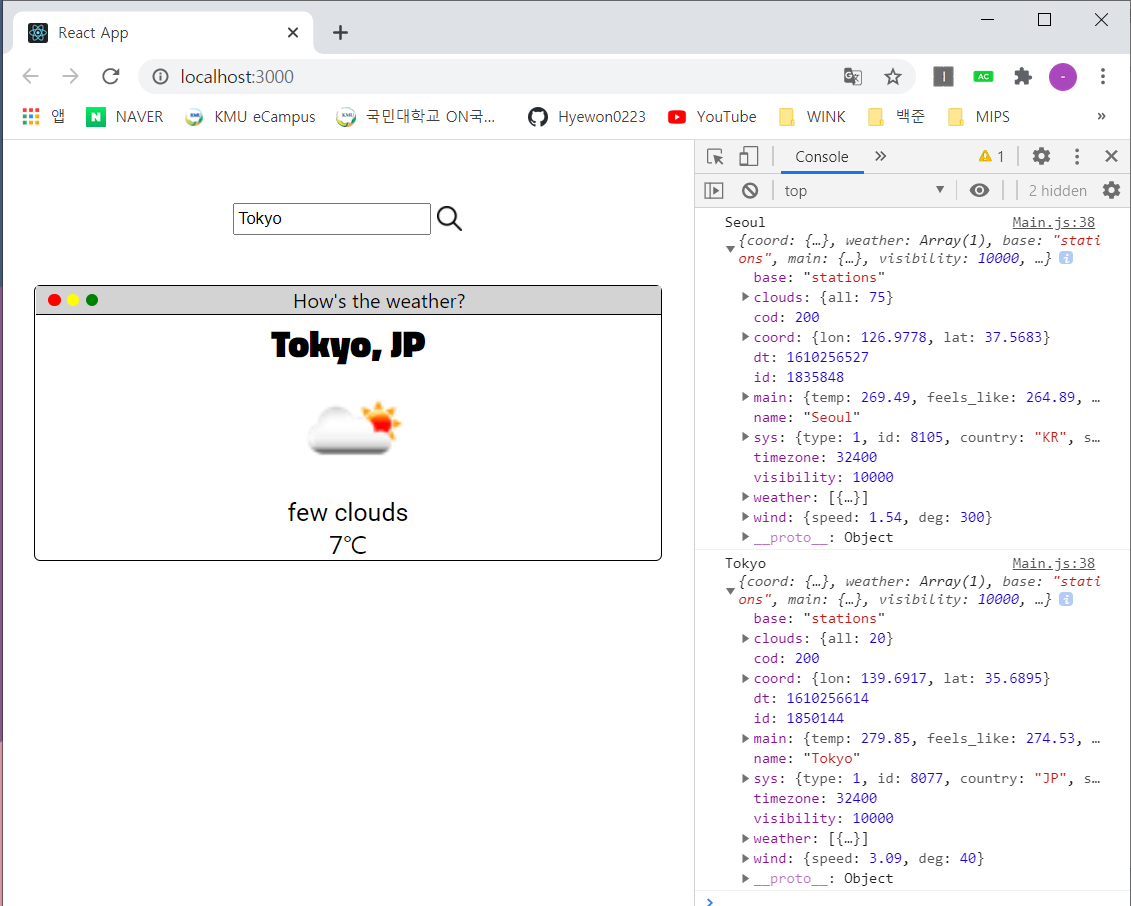 React App
localhost:3000
앱 NAVER KMU eCampus 국민대학교 ON국... Hyewon0223 YouTube WINK 백준 MIPS »
Tokyo
How's the weather?
Tokyo, JP
few clouds
7℃
Console » 1
top 2 hidden
Seoul Main.js:38
{coord: {…}, weather: Array(1), base: "stati
ons", main: {…}, visibility: 10000, …} i
base: "stations"
clouds: {all: 75}
cod: 200
coord: {lon: 126.9778, lat: 37.5683}
dt: 1610256527
id: 1835848
main: {temp: 269.49, feels_like: 264.89, …
name: "Seoul"
sys: {type: 1, id: 8105, country: "KR", s…
timezone: 32400
visibility: 10000
weather: [{…}]
wind: {speed: 1.54, deg: 300}
__proto__: Object
Tokyo Main.js:38
{coord: {…}, weather: Array(1), base: "stati
ons", main: {…}, visibility: 10000, …} i
base: "stations"
clouds: {all: 20}
cod: 200
coord: {lon: 139.6917, lat: 35.6895}
dt: 1610256614
id: 1850144
main: {temp: 279.85, feels_like: 274.53, …
name: "Tokyo"
sys: {type: 1, id: 8077, country: "JP", s…
timezone: 32400
visibility: 10000
weather: [{…}]
wind: {speed: 3.09, deg: 40}
__proto__: Object